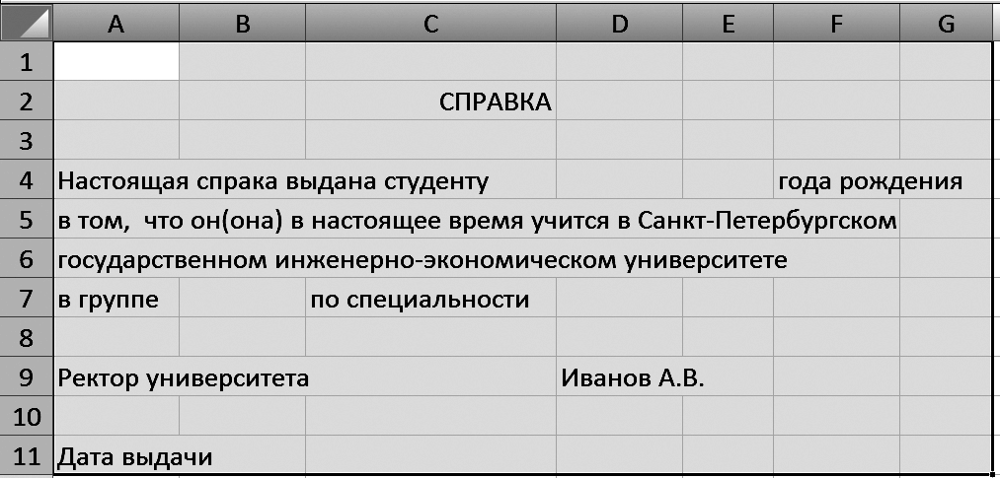 A B C D E F G
1
2 СПРАВКА
3
4 Настоящая спрака выдана студенту года рождения
5 в том, что он(она) в настоящее время учится в Санкт-Петербургском
6 государственном инженерно-экономическом университете
7 в группе по специальности
8
9 Ректор университета Иванов А.В.
10
11 Дата выдачи